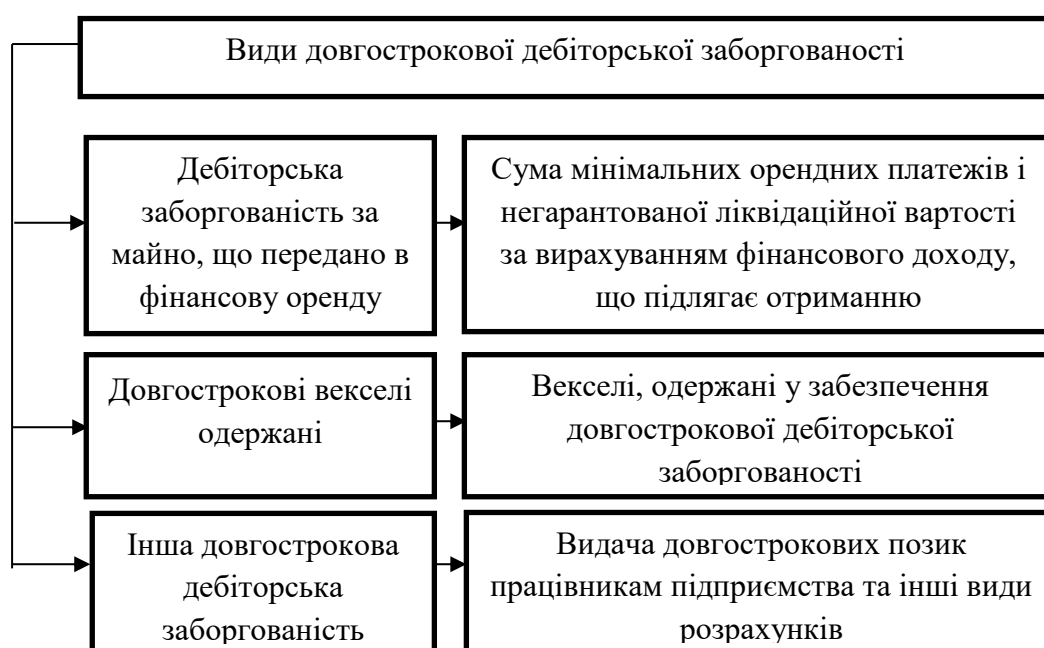 Види довгострокової дебіторської заборгованості
Дебіторська
заборгованість за
майно, що передано в
фінансову оренду
Сума мінімальних орендних платежів і
негарантованої ліквідаційної вартості
за вирахуванням фінансового доходу,
що підлягає отриманню
Довгострокові векселі
одержані
Векселі, одержані у забезпечення
довгострокової дебіторської
заборгованості
Інша довгострокова
дебіторська
заборгованість
Видача довгострокових позик
працівникам підприємства та інші види
розрахунків